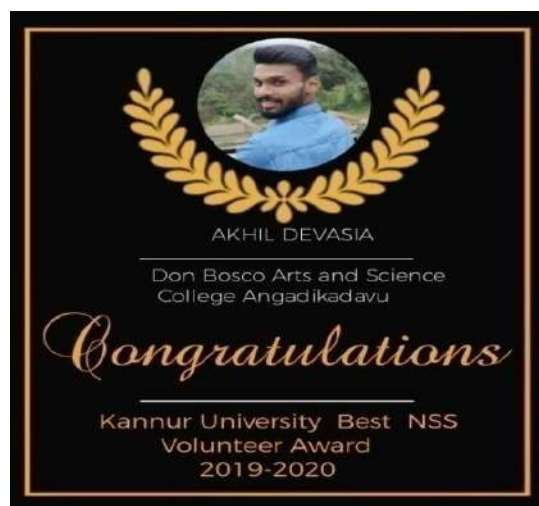 AKHIL DEVASIA
Don Bosco Arts and Science
College Angadikadavu
Congratulations
Kannur University Best NSS
Volunteer Award
2019-2020